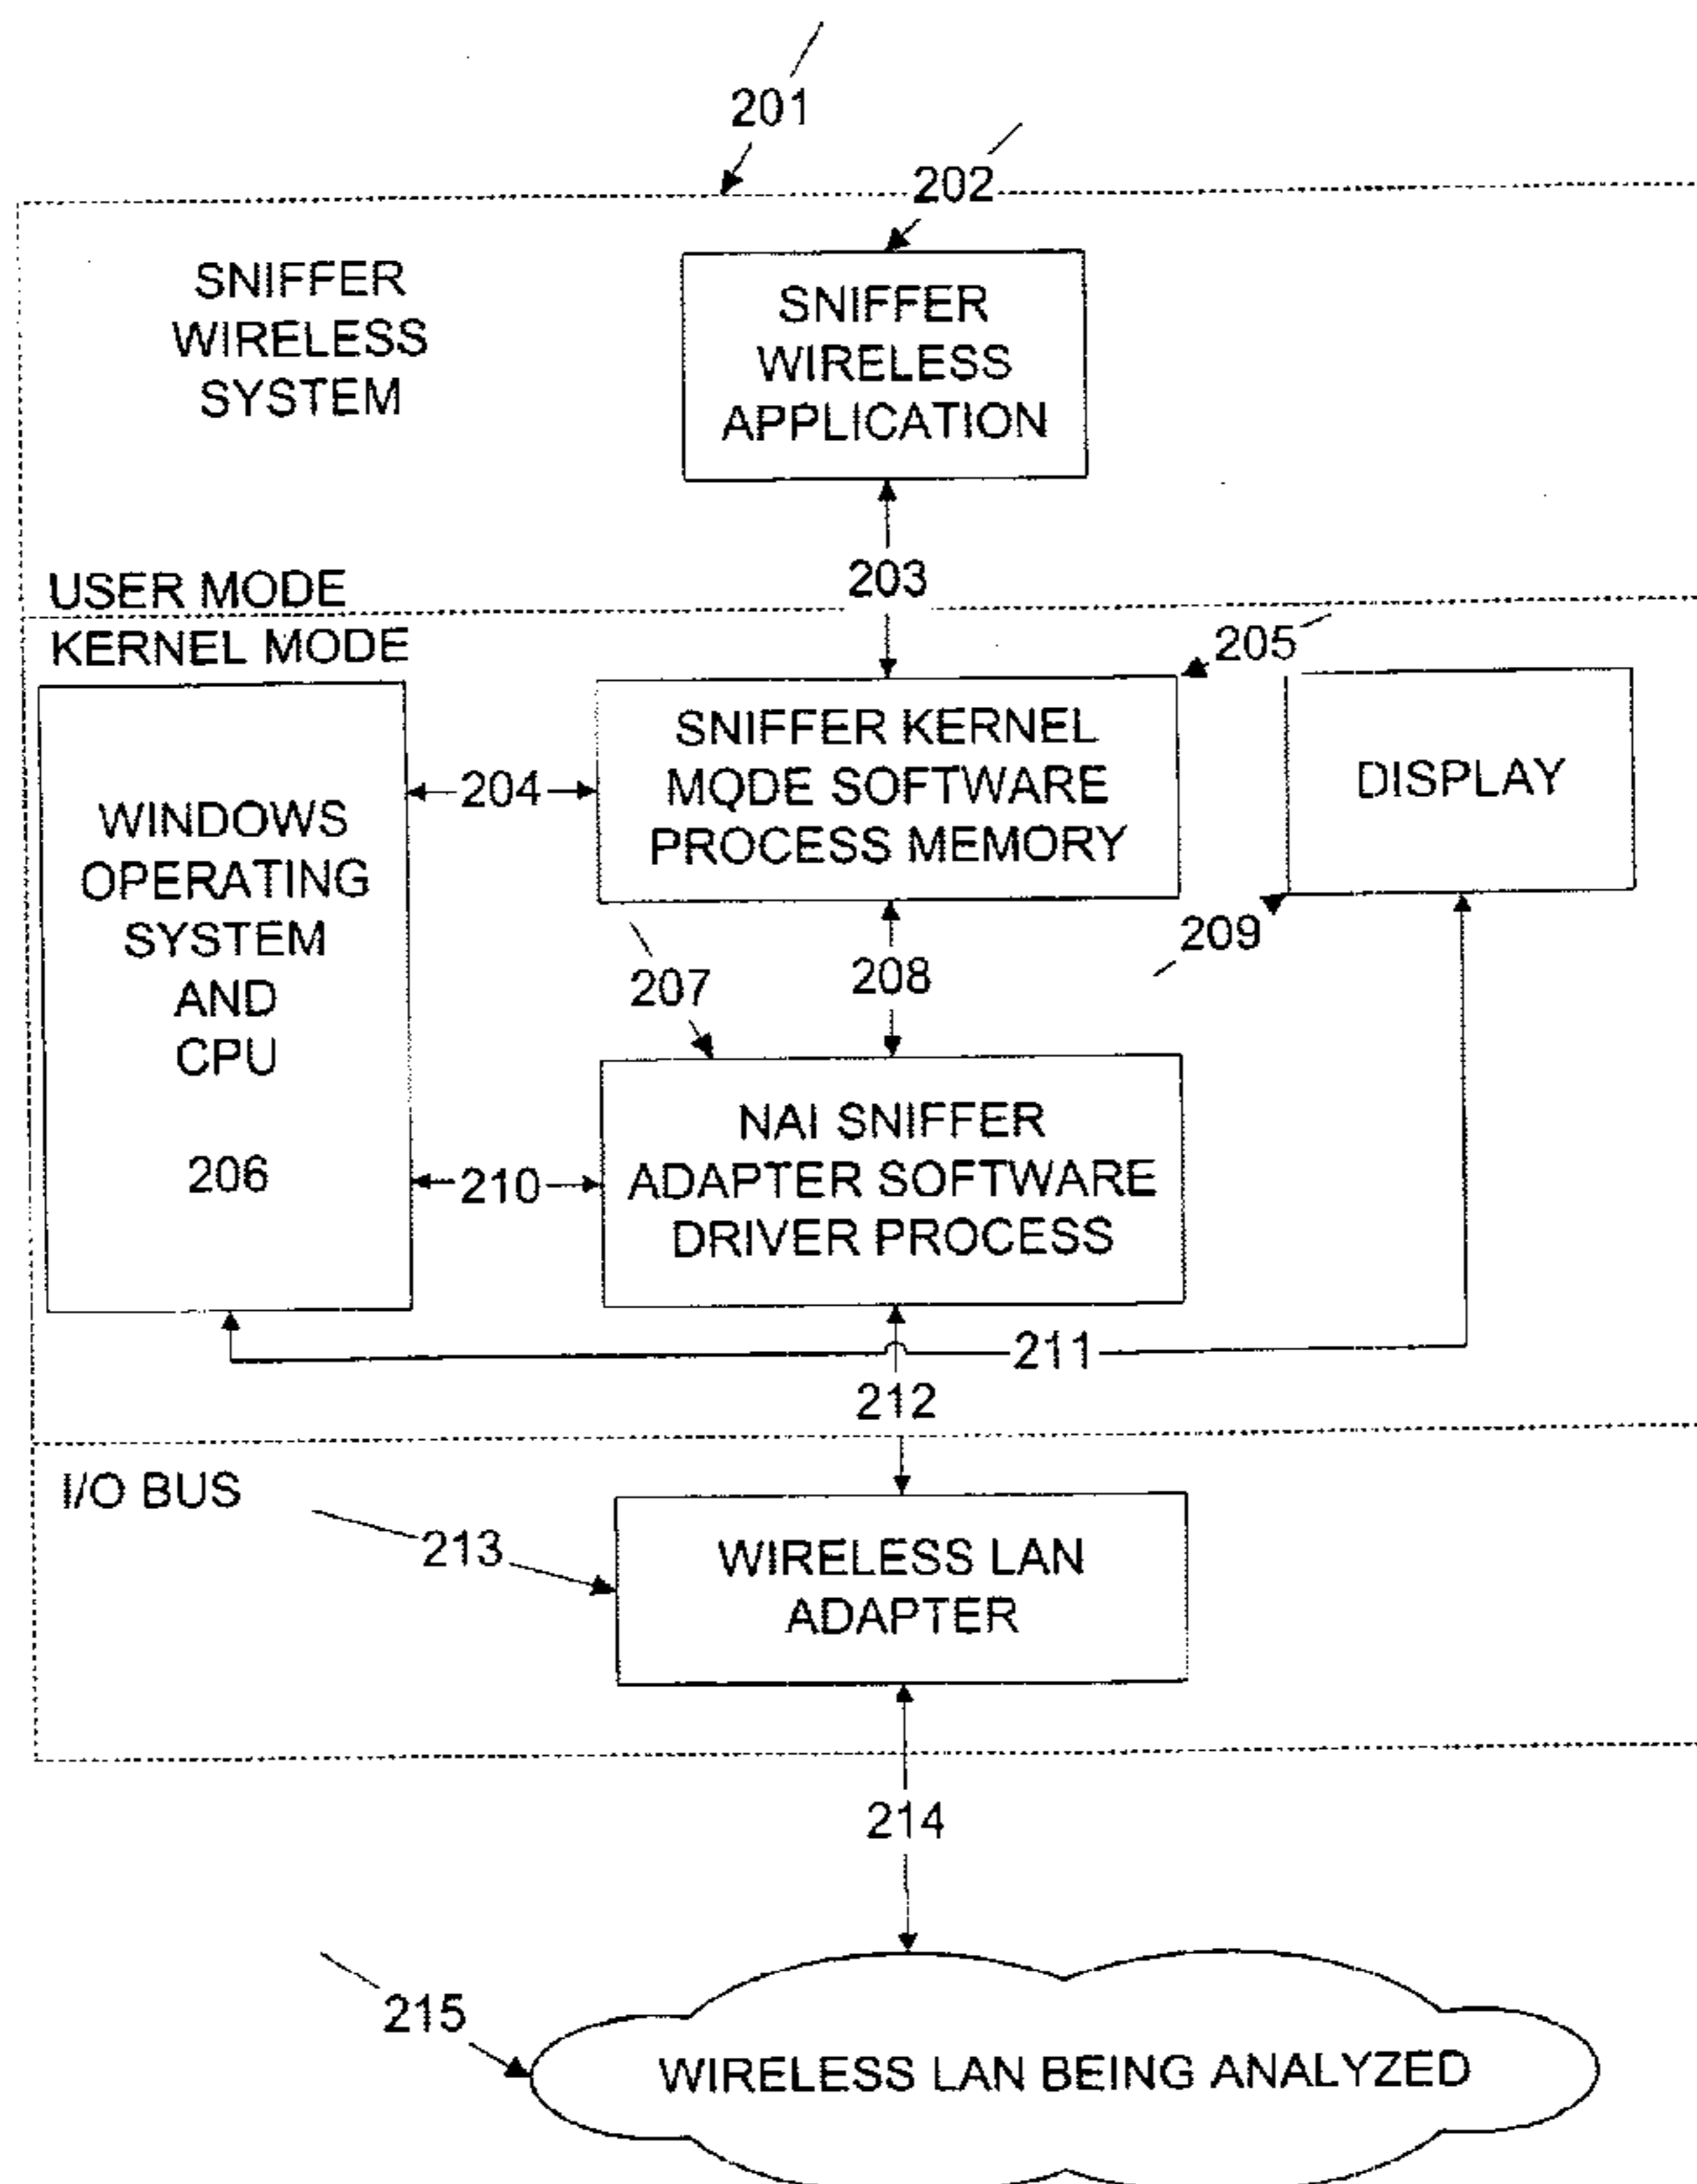 201
202
SNIFFER
WIRELESS
SYSTEM
SNIFFER
WIRELESS
APPLICATION
203
USER MODE
KERNEL MODE
205
SNIFFER KERNEL
MQDE SOFTWARE
PROCESS MEMORY
DISPLAY
204
WINDOWS
OPERATING
SYSTEM
AND
CPU
206
209
207
208
NAI SNIFFER
ADAPTER SOFTWARE
DRIVER PROCESS
210
211
212
I/O BUS
213
WIRELESS LAN
ADAPTER
214
215
WIRELESS LAN BEING ANALYZED